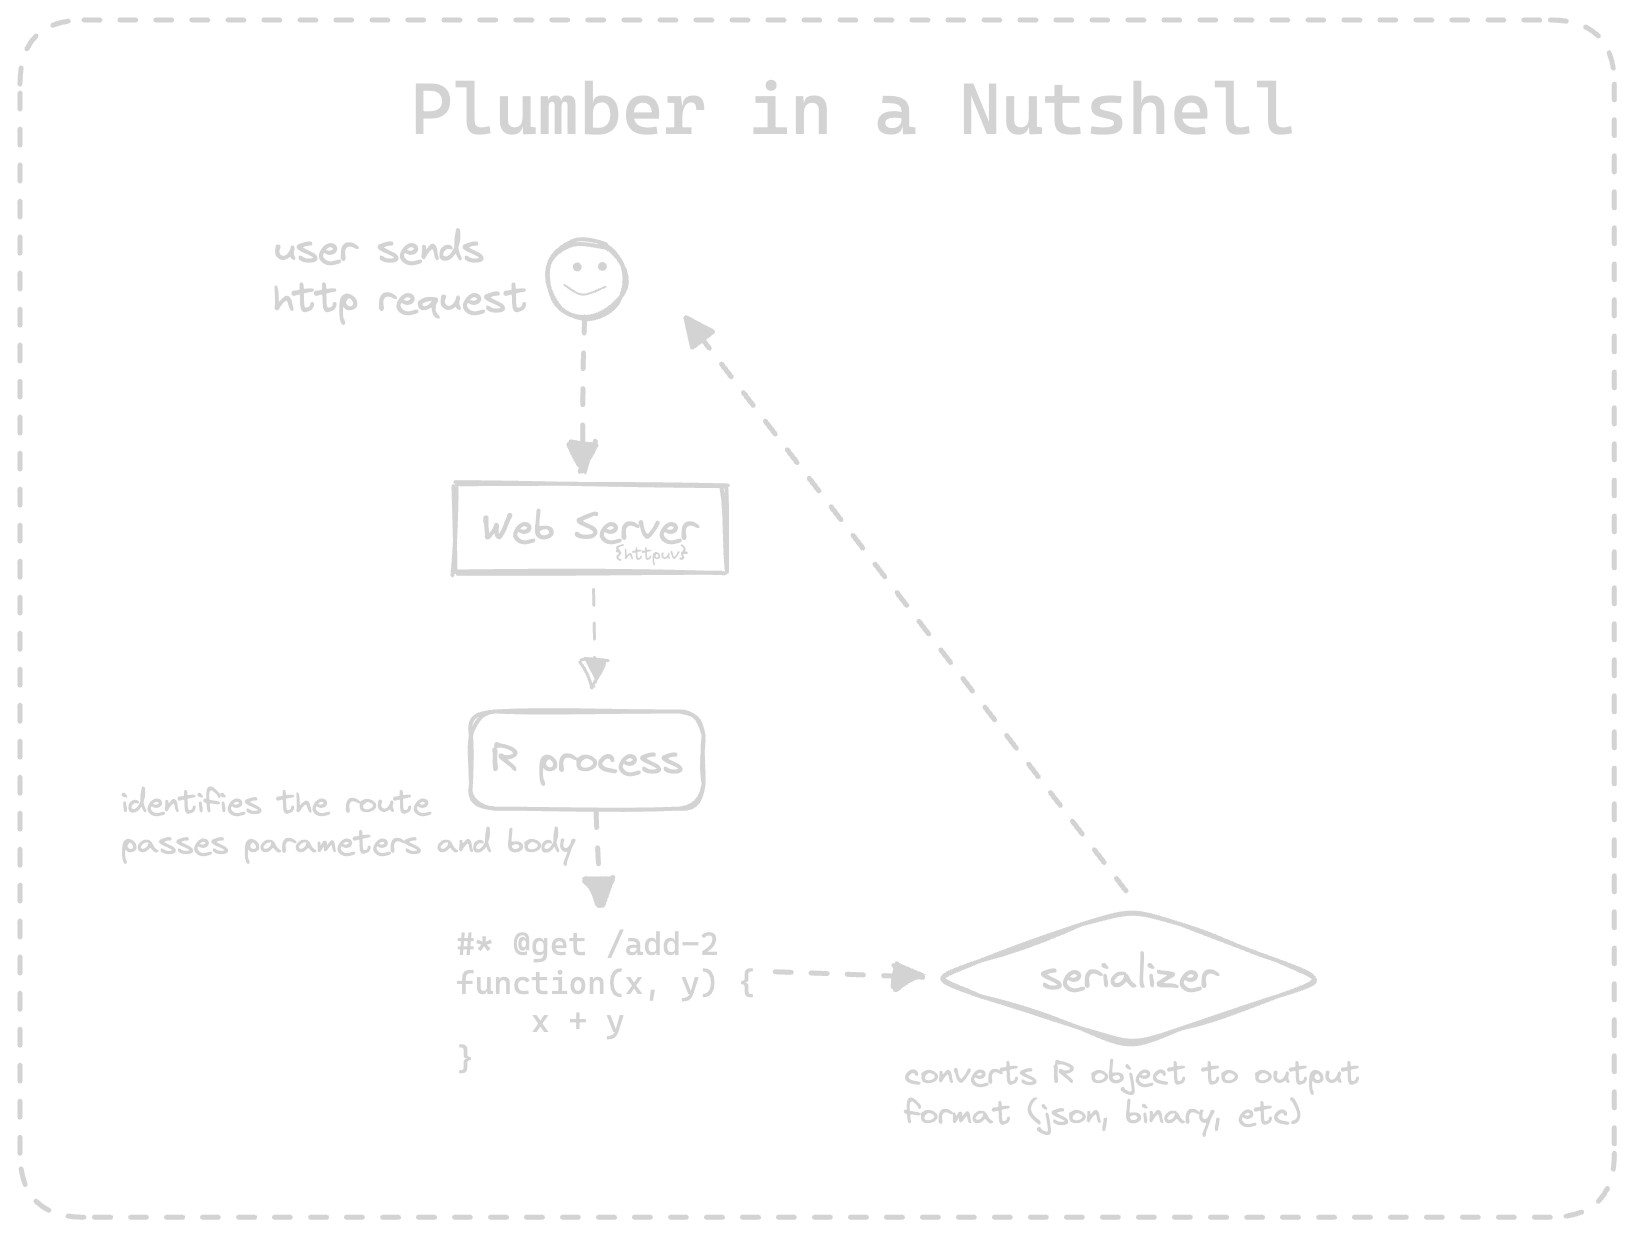 Plumber in a Nutshell
user sends
http request
Web Server
{httpuv}
R process
identifies the route
passes parameters and body
#* @get /add-2
function(x, y) {
    x + y
}
serializer
converts R object to output
format (json, binary, etc)